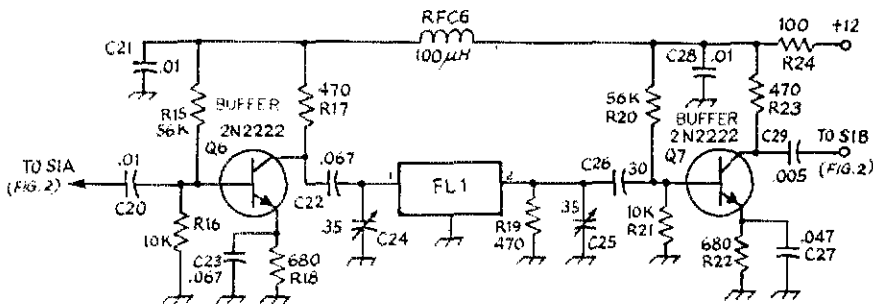 RFC6
100μH
100
+12
R24
C21
.01
C28
.01
470
R17
470
R23
R15
56K
BUFFER
2N2222
Q6
56K
R20
BUFFER
2N2222
Q7
C29
.005
TO S1A
(FIG. 2)
.01
C20
.067
C22
1
FL1
2
C26
30
TO S1B
(FIG. 2)
R16
10K
C23
.067
680
R18
35
C24
R19
470
35
C25
10K
R21
680
R22
.047
C27